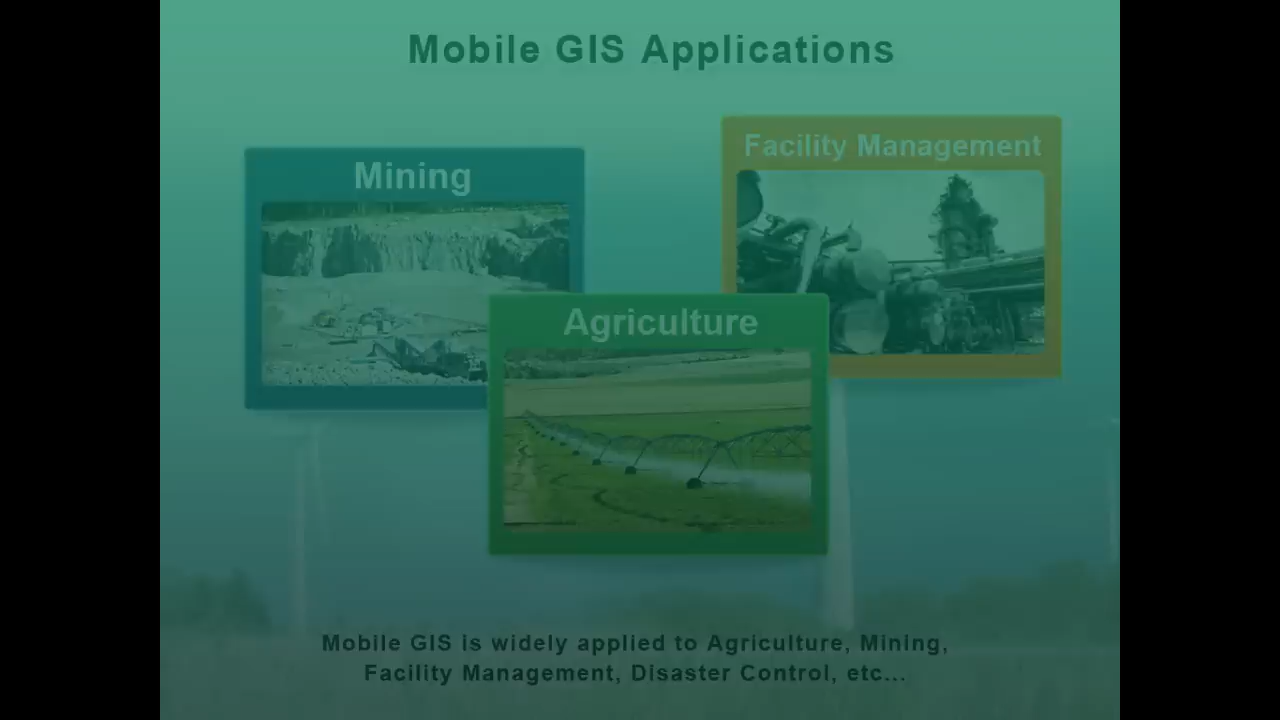 Mobile GIS Applications
Mining
Facility Management
Agriculture
Mobile GIS is widely applied to Agriculture, Mining,
Facility Management, Disaster Control, etc...